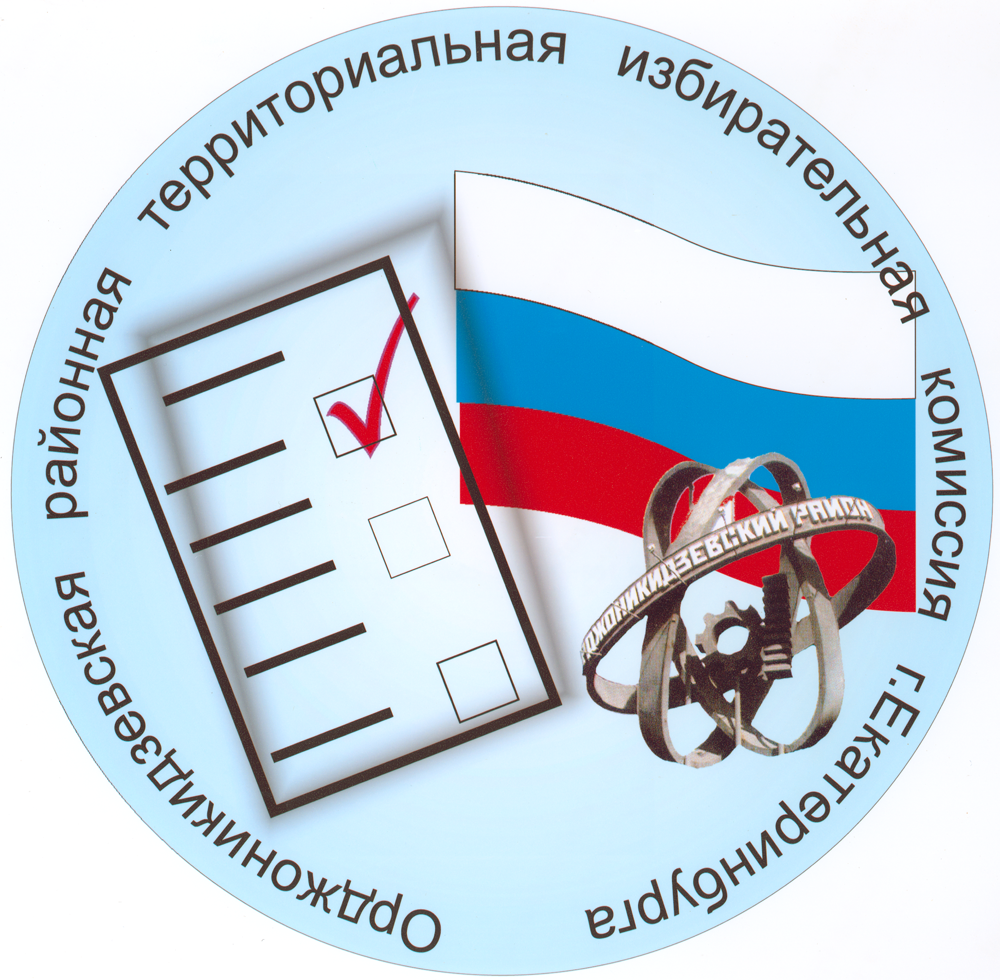 Орджоникидзевская районная территориальная избирательная комиссия г.Екатеринбурга
ОРДЖОНИКИДЗЕВСКИЙ РАЙОН